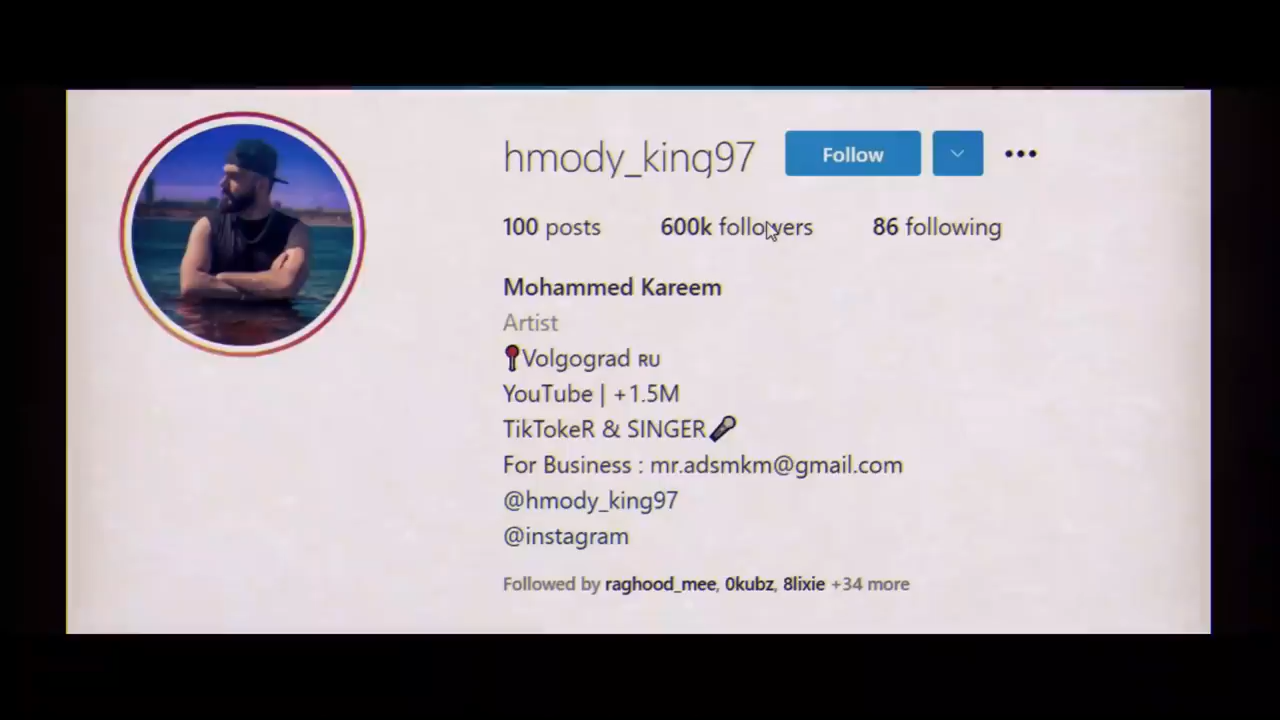 hmody_king97 Follow
100 posts 600k followers 86 following
Mohammed Kareem
Artist
📍Volgograd RU
YouTube | +1.5M
TikTokeR & SINGER🎤
For Business : mr.adsmkm@gmail.com
@hmody_king97
@instagram
Followed by raghood_mee, 0kubz, 8lixie +34 more